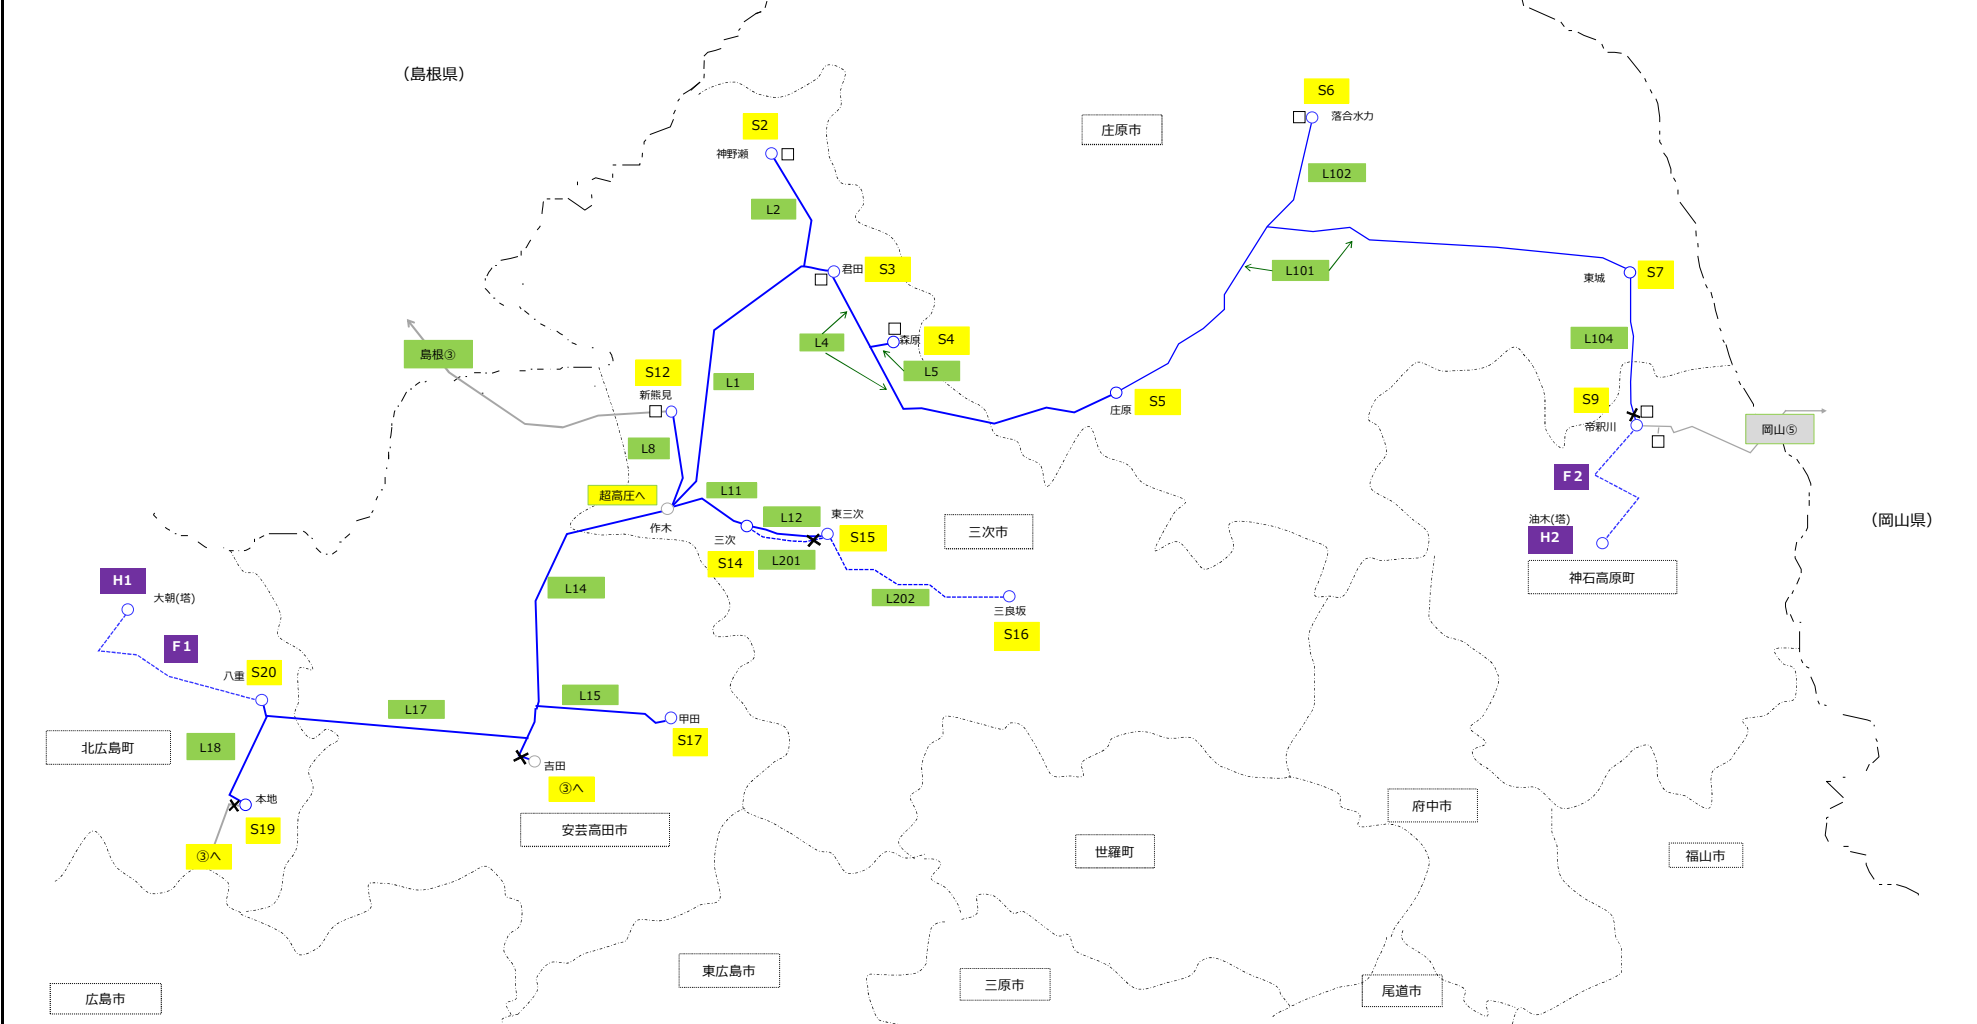 （島根県）
S6
落合水力
S2
庄原市
神野瀬
L102
L2
君田
S3
L101
S7
東城
島根③
L4
森原
S4
L104
L5
S12
L1
新熊見
S5
庄原
S9
帝釈川
岡山⑤
L8
F2
超高圧へ
L11
作木
L12
東三次
S15
三次
L201
S14
三次市
油木(塔)
H2
（岡山県）
神石高原町
H1
大朝(塔)
L14
L202
三良坂
S16
F1
八重
S20
L15
L17
甲田
S17
北広島町
L18
吉田
③へ
本地
S19
③へ
安芸高田市
府中市
世羅町
福山市
東広島市
三原市
尾道市
広島市